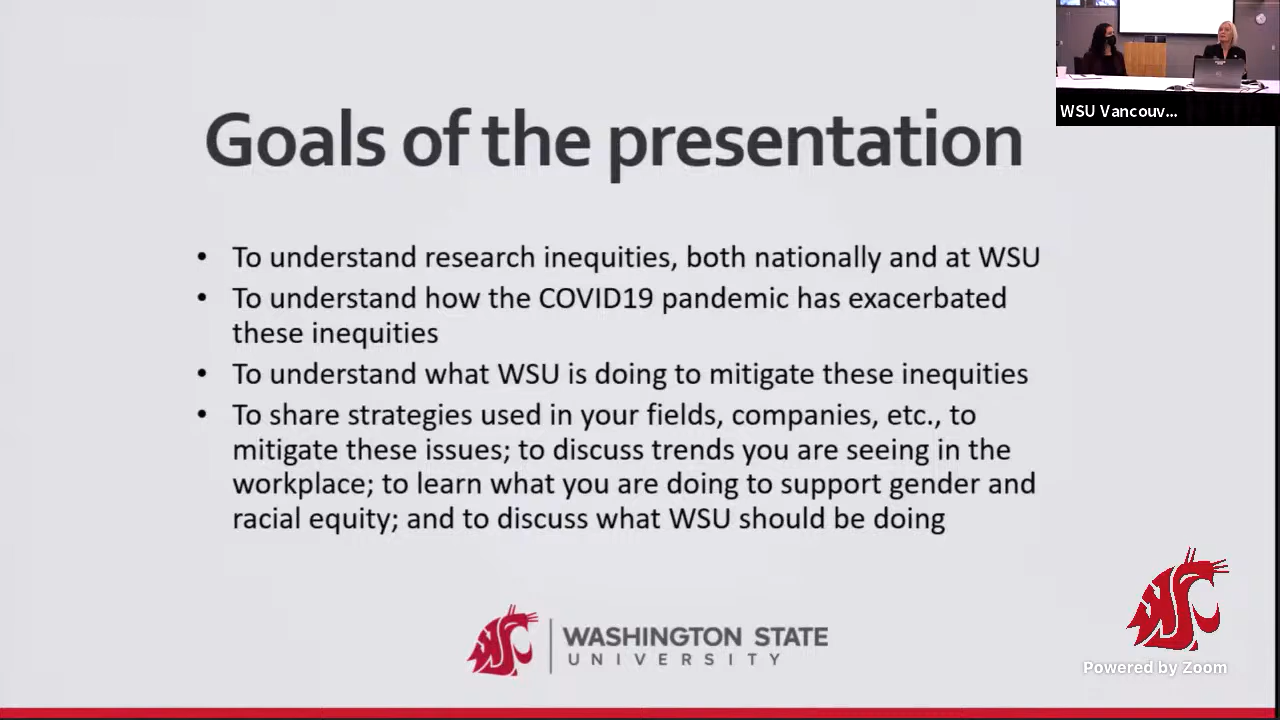 WSU Vancouv...
Goals of the presentation
• To understand research inequities, both nationally and at WSU
• To understand how the COVID19 pandemic has exacerbated
these inequities
• To understand what WSU is doing to mitigate these inequities
• To share strategies used in your fields, companies, etc., to
mitigate these issues; to discuss trends you are seeing in the
workplace; to learn what you are doing to support gender and
racial equity; and to discuss what WSU should be doing
WASHINGTON STATE
UNIVERSITY
Powered by Zoom